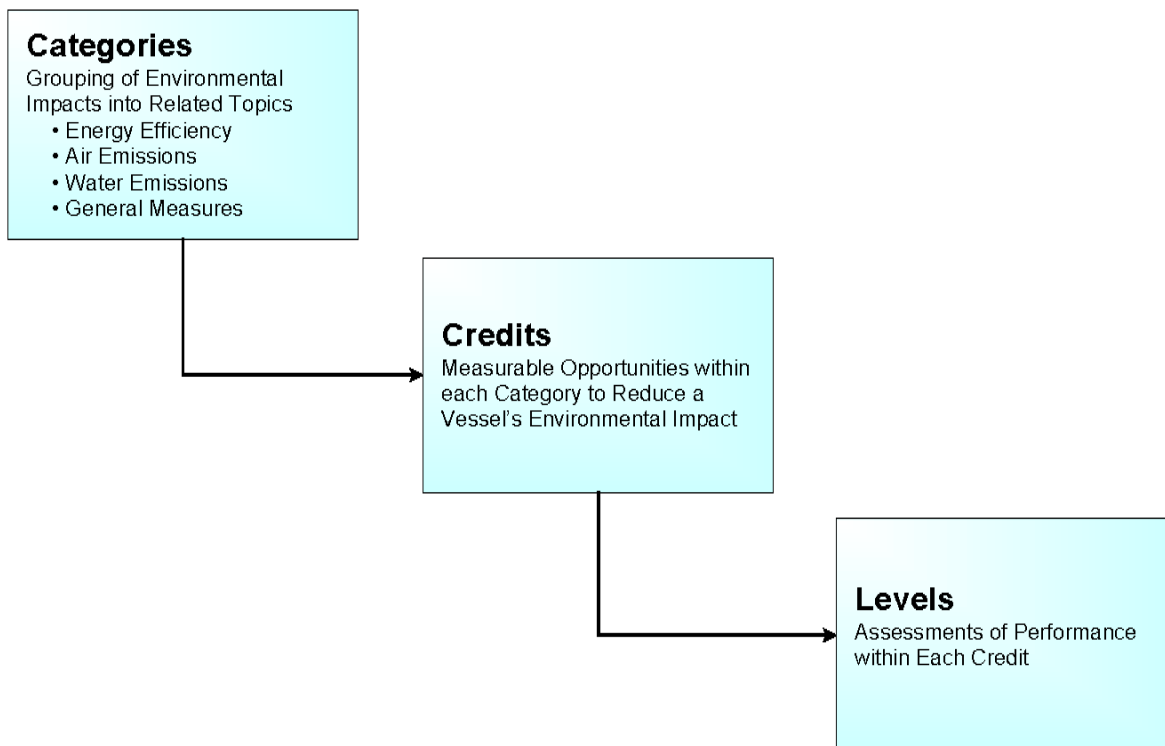 Categories
Grouping of Environmental
Impacts into Related Topics
• Energy Efficiency
• Air Emissions
• Water Emissions
• General Measures
Credits
Measurable Opportunities within
each Category to Reduce a
Vessel's Environmental Impact
Levels
Assessments of Performance
within Each Credit